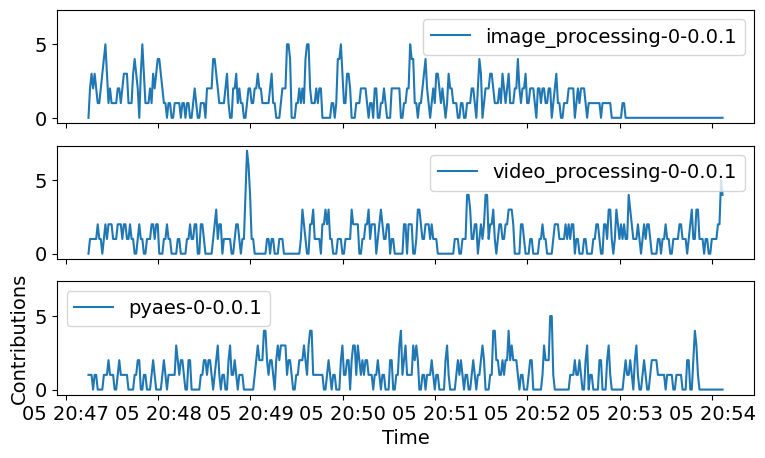 5
0
image_processing-0-0.0.1
5
0
video_processing-0-0.0.1
Contributions
5
0
pyaes-0-0.0.1
05 20:47 05 20:48 05 20:49 05 20:50 05 20:51 05 20:52 05 20:53 05 20:54
Time